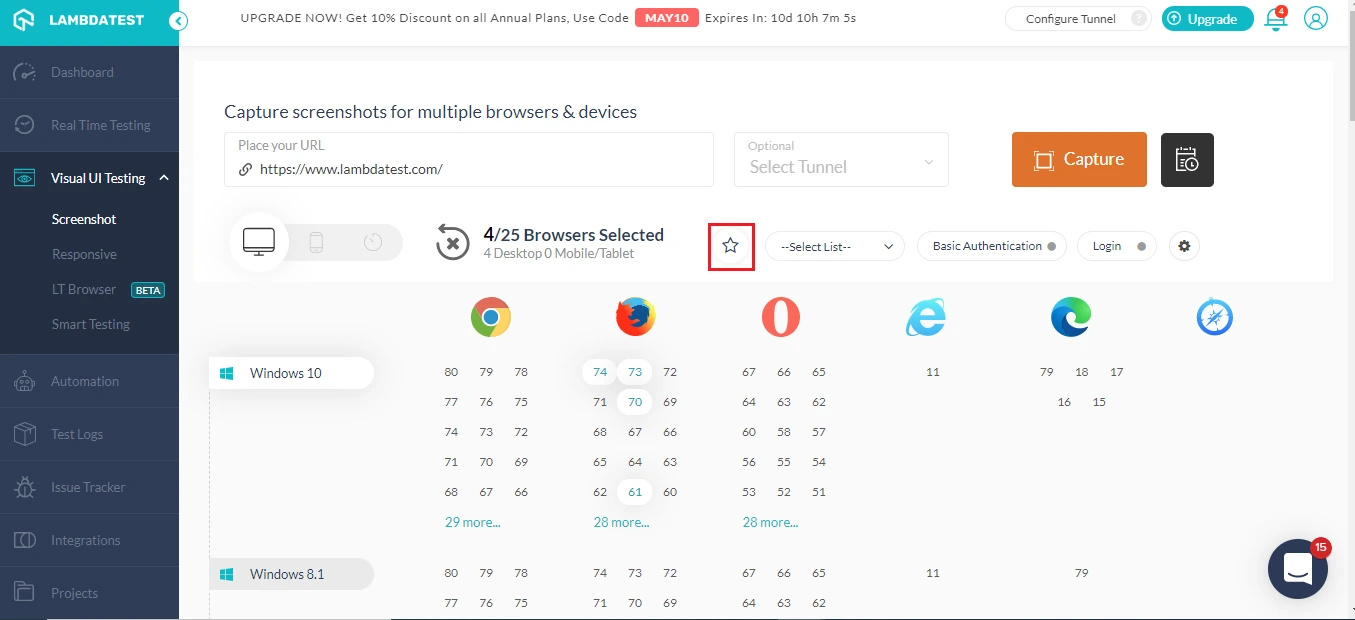 LAMBDATEST
UPGRADE NOW! Get 10% Discount on all Annual Plans, Use Code MAY10 Expires In: 10d 10h 7m 5s
Configure Tunnel ?
Upgrade
4
Dashboard
Real Time Testing
Visual UI Testing
Screenshot
Responsive
LT Browser BETA
Smart Testing
Automation
Test Logs
Issue Tracker
Integrations
Projects
Capture screenshots for multiple browsers & devices
Place your URL
https://www.lambdatest.com/
Optional
Select Tunnel
Capture
4/25 Browsers Selected
4 Desktop 0 Mobile/Tablet
--Select List--
Basic Authentication
Login
Windows 10
80 79 78 74 73 72 67 66 65 11 79 18 17
77 76 75 71 70 69 64 63 62 16 15
74 73 72 68 67 66 60 58 57
71 70 69 65 64 63 56 55 54
68 67 66 62 61 60 53 52 51
29 more... 28 more... 28 more...
Windows 8.1
80 79 78 74 73 72 67 66 65 11 79
77 76 75 71 70 69 64 63 62
15